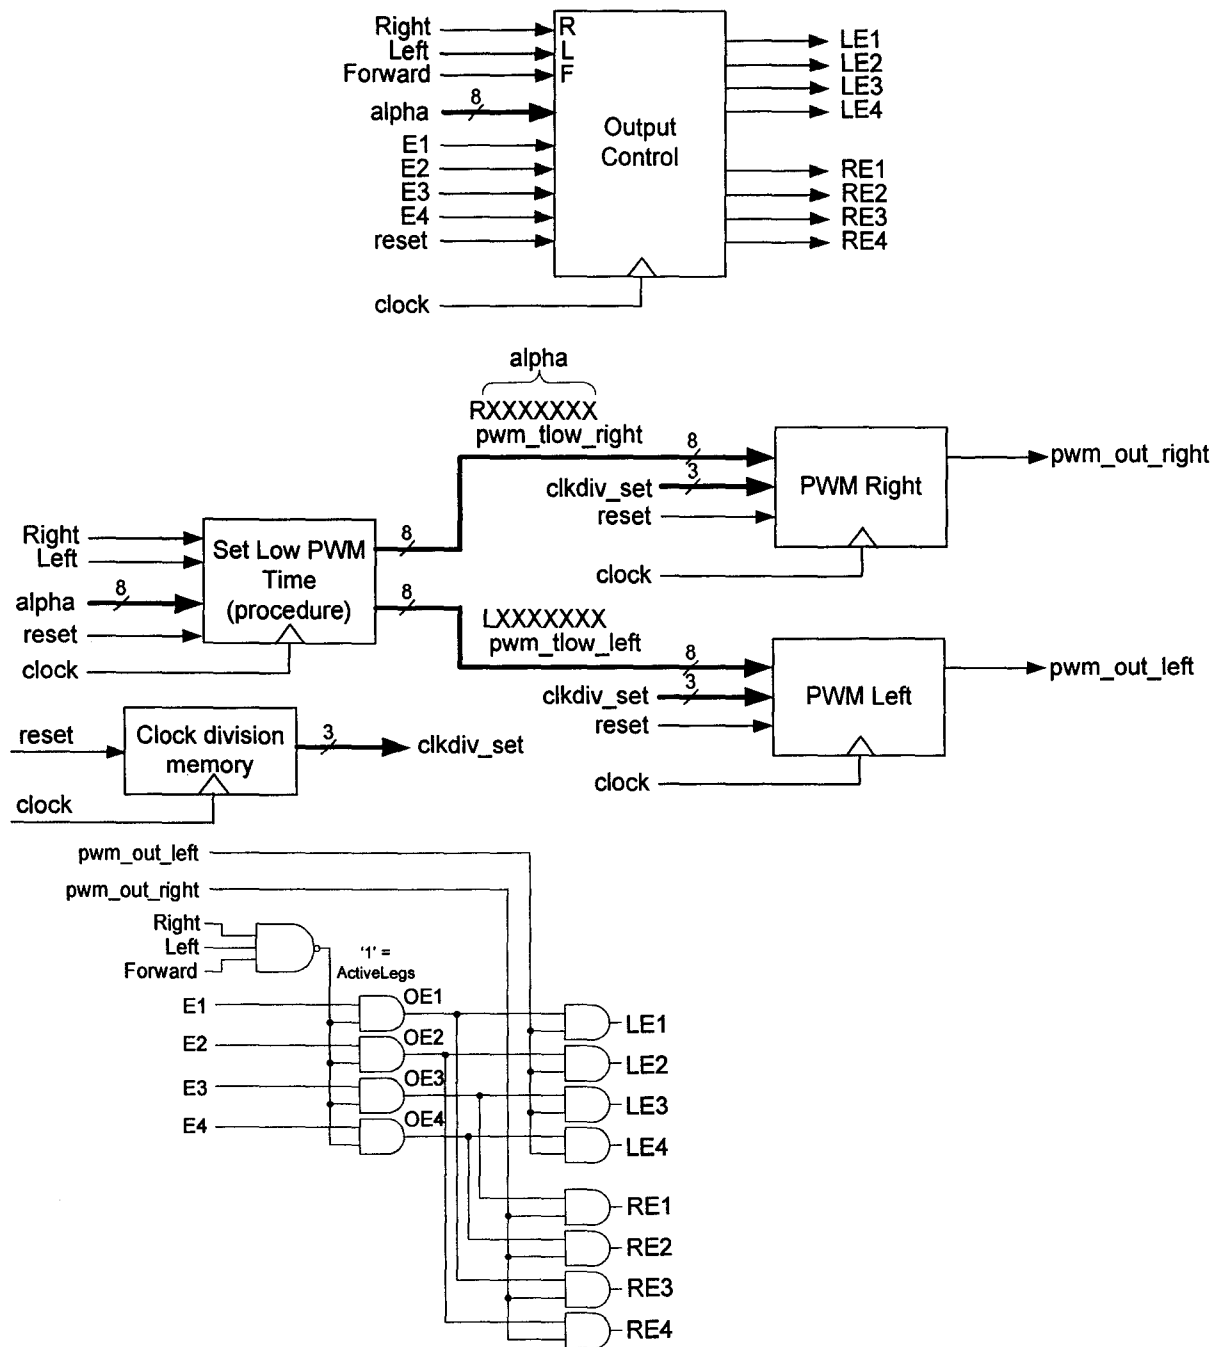 Right
Left
Forward
alpha
8
E1
E2
E3
E4
reset
clock
R
L
F
Output
Control
LE1
LE2
LE3
LE4
RE1
RE2
RE3
RE4
alpha
RXXXXXXX
pwm_tlow_right
8
clkdiv_set
3
reset
clock
PWM Right
pwm_out_right
Right
Left
alpha
8
reset
clock
Set Low PWM
Time
(procedure)
8
8
LXXXXXXX
pwm_tlow_left
8
clkdiv_set
3
reset
clock
PWM Left
pwm_out_left
reset
clock
Clock division
memory
3
clkdiv_set
pwm_out_left
pwm_out_right
Right
Left
Forward
'1' =
ActiveLegs
E1
E2
E3
E4
OE1
OE2
OE3
OE4
LE1
LE2
LE3
LE4
RE1
RE2
RE3
RE4